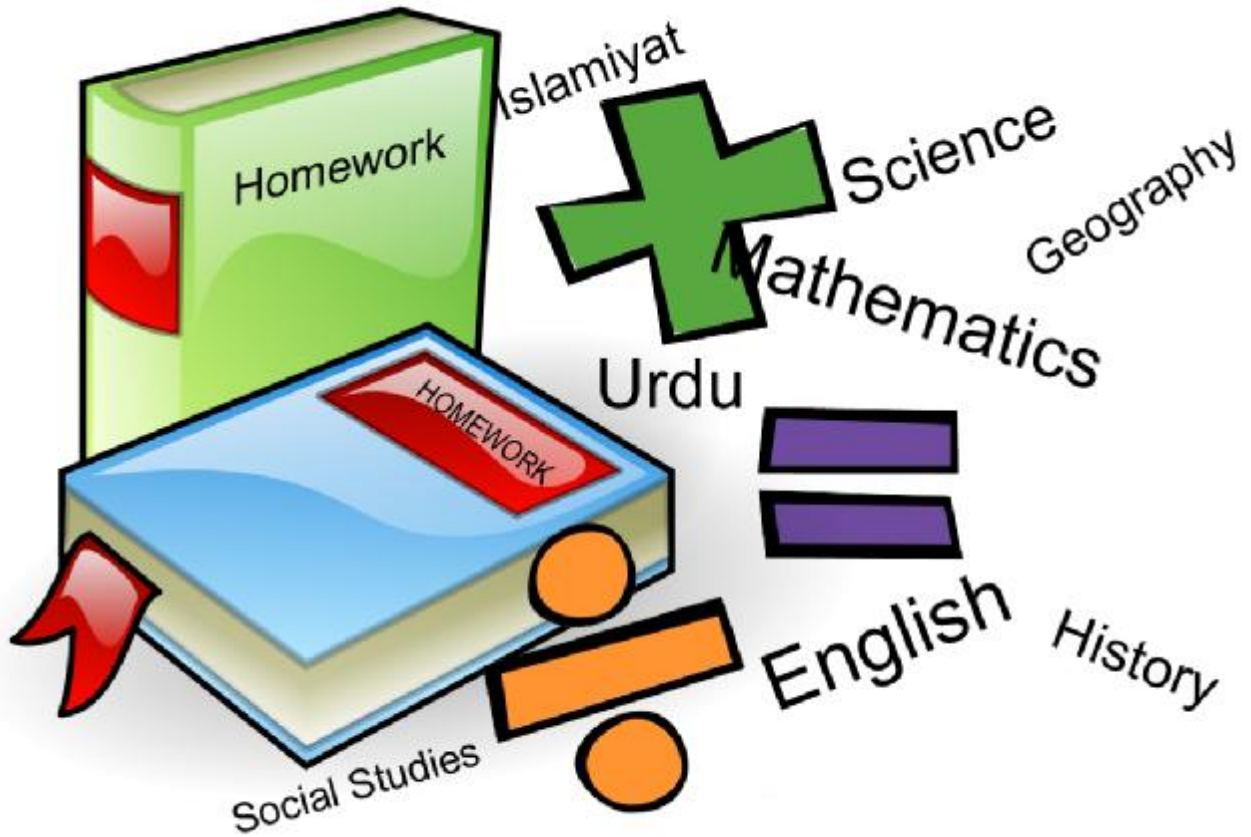 Islamiyat
Homework
Science
Geography
Mathematics
Urdu
HOMEWORK
English
History
Social Studies